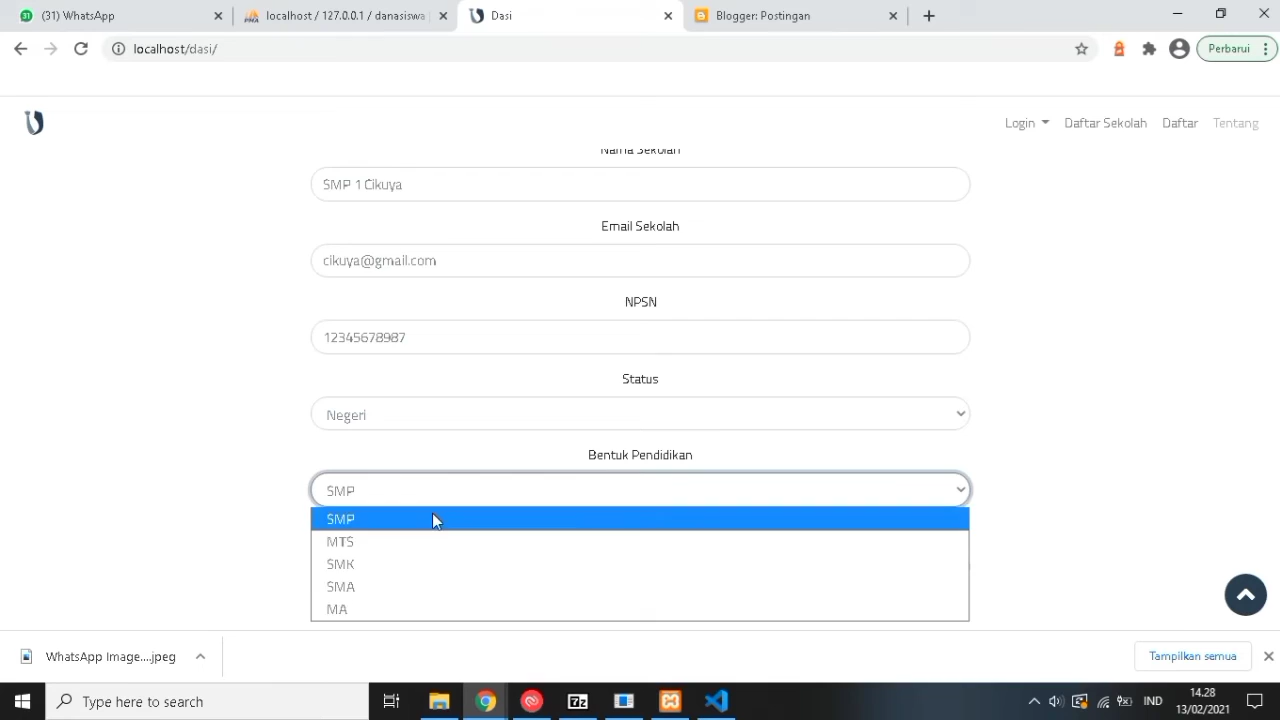 (31) WhatsApp
localhost / 127.0.0.1 / danasiswa
Dasi
Blogger: Postingan
localhost/dasi/
Perbarui
Login
Daftar Sekolah
Daftar
Tentang
Nama Sekolah
SMP 1 Cikuya
Email Sekolah
cikuya@gmail.com
NPSN
12345678987
Status
Negeri
Bentuk Pendidikan
SMP
SMP
MTS
SMK
SMA
MA
WhatsApp Image....jpeg
Tampilkan semua
Type here to search
IND
14.28
13/02/2021